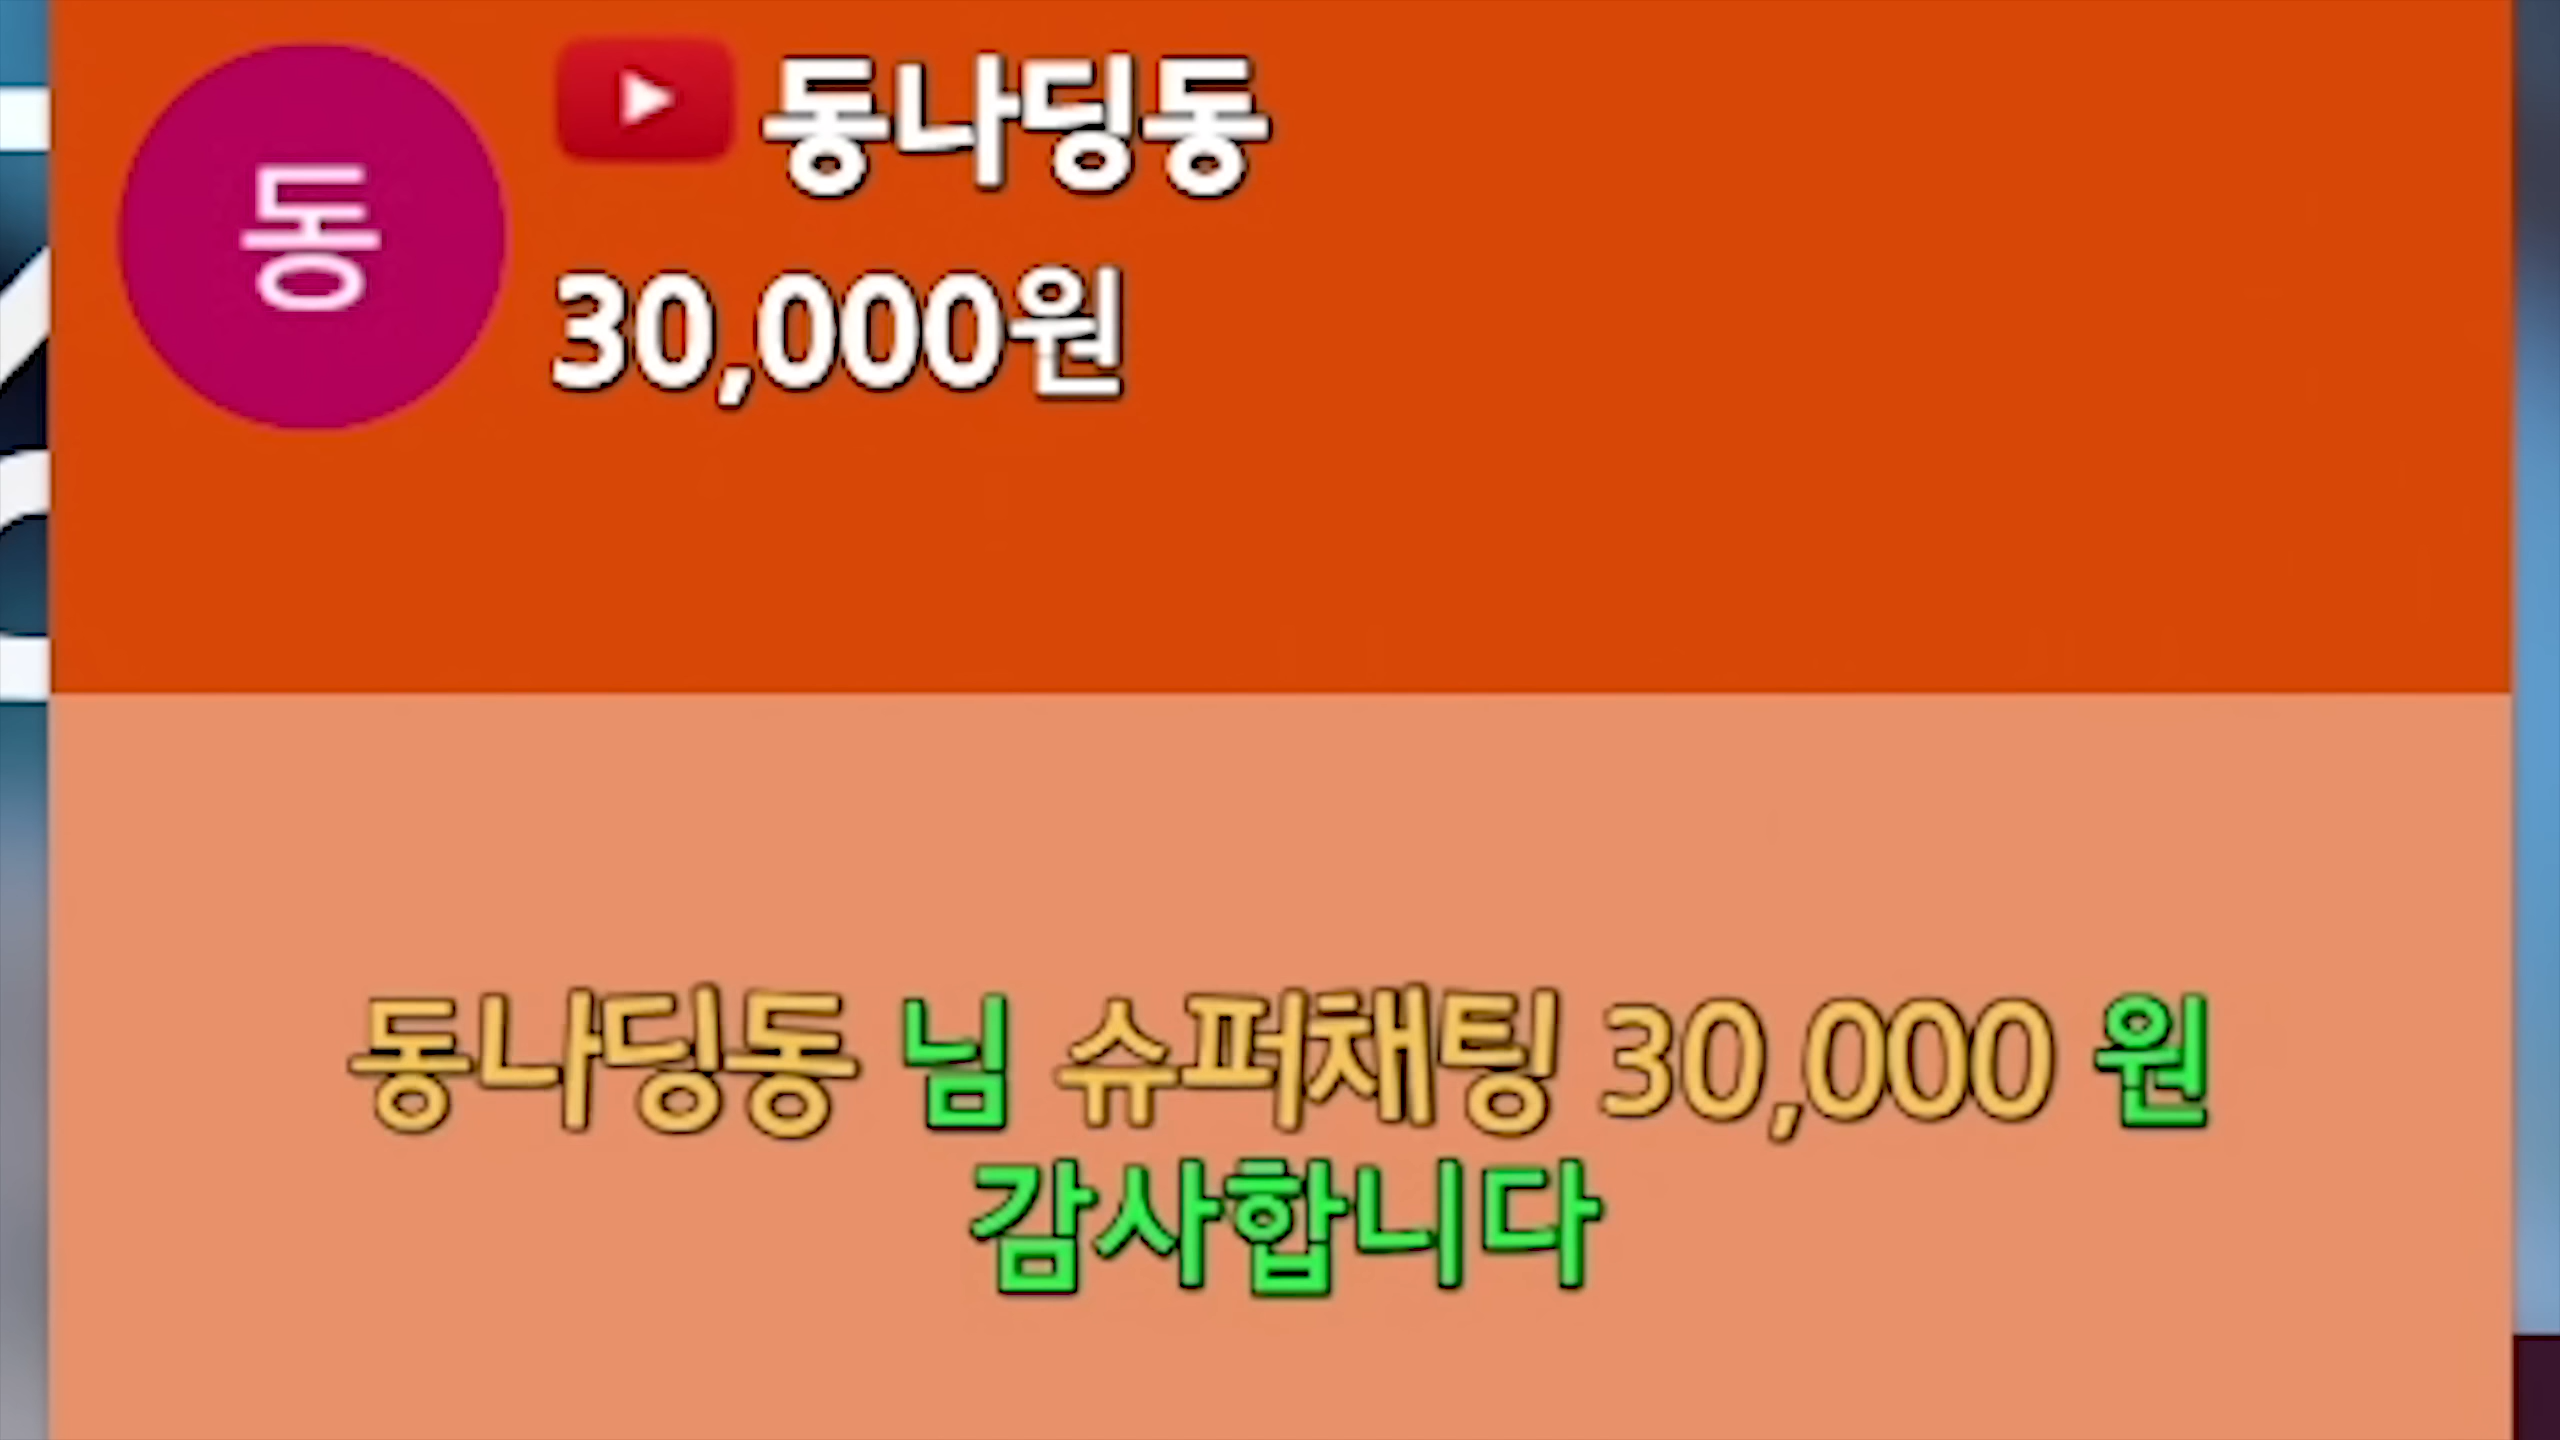 동
동나딩동
30,000원
동나딩동 님 슈퍼채팅 30,000 원
감사합니다